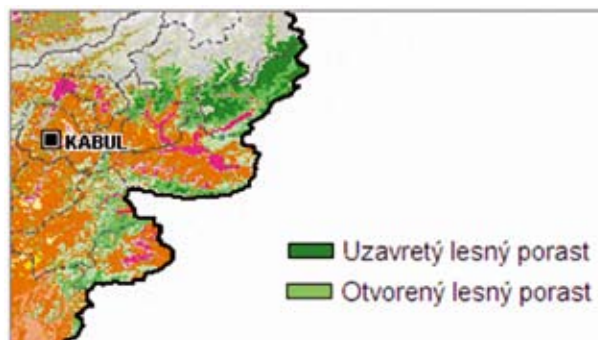 KABUL
Uzavretý lesný porast
Otvorený lesný porast